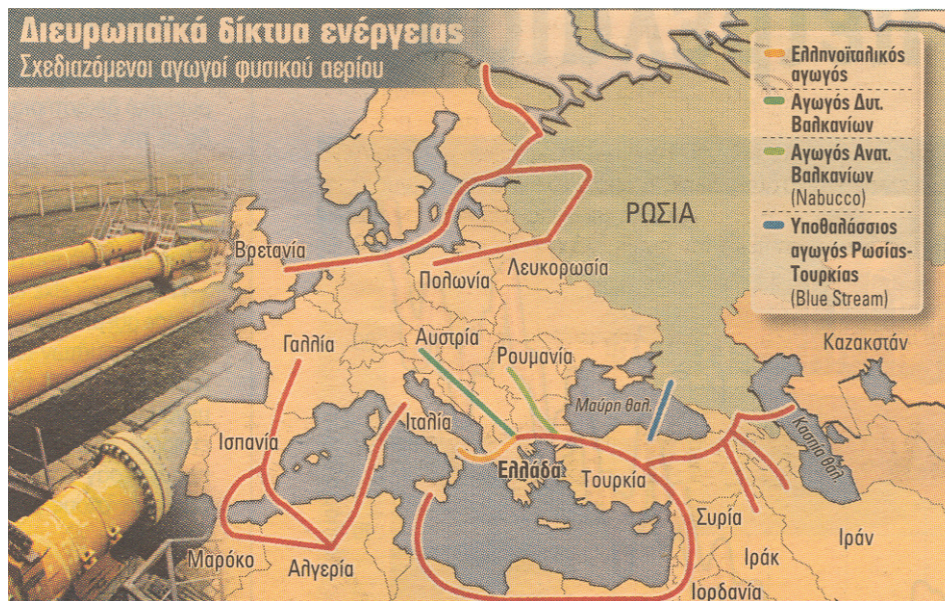 Διευρωπαϊκά δίκτυα ενέργειας
Σχεδιαζόμενοι αγωγοί φυσικού αερίου
Ελληνοϊταλικός
αγωγός
Αγωγός Δυτ.
Βαλκανίων
Αγωγός Ανατ.
Βαλκανίων
(Nabucco)
Υποθαλάσσιος
αγωγός Ρωσίας-
Τουρκίας
(Blue Stream)
ΡΩΣΙΑ
Βρετανία
Πολωνία
Λευκορωσία
Γαλλία
Αυστρία
Ρουμανία
Καζακστάν
Μαύρη θαλ.
Ιταλία
Ισπανία
Κασπία θαλ.
Ελλάδα
Τουρκία
Συρία
Ιράκ
Ιράν
Μαρόκο
Αλγερία
Ιορδανία